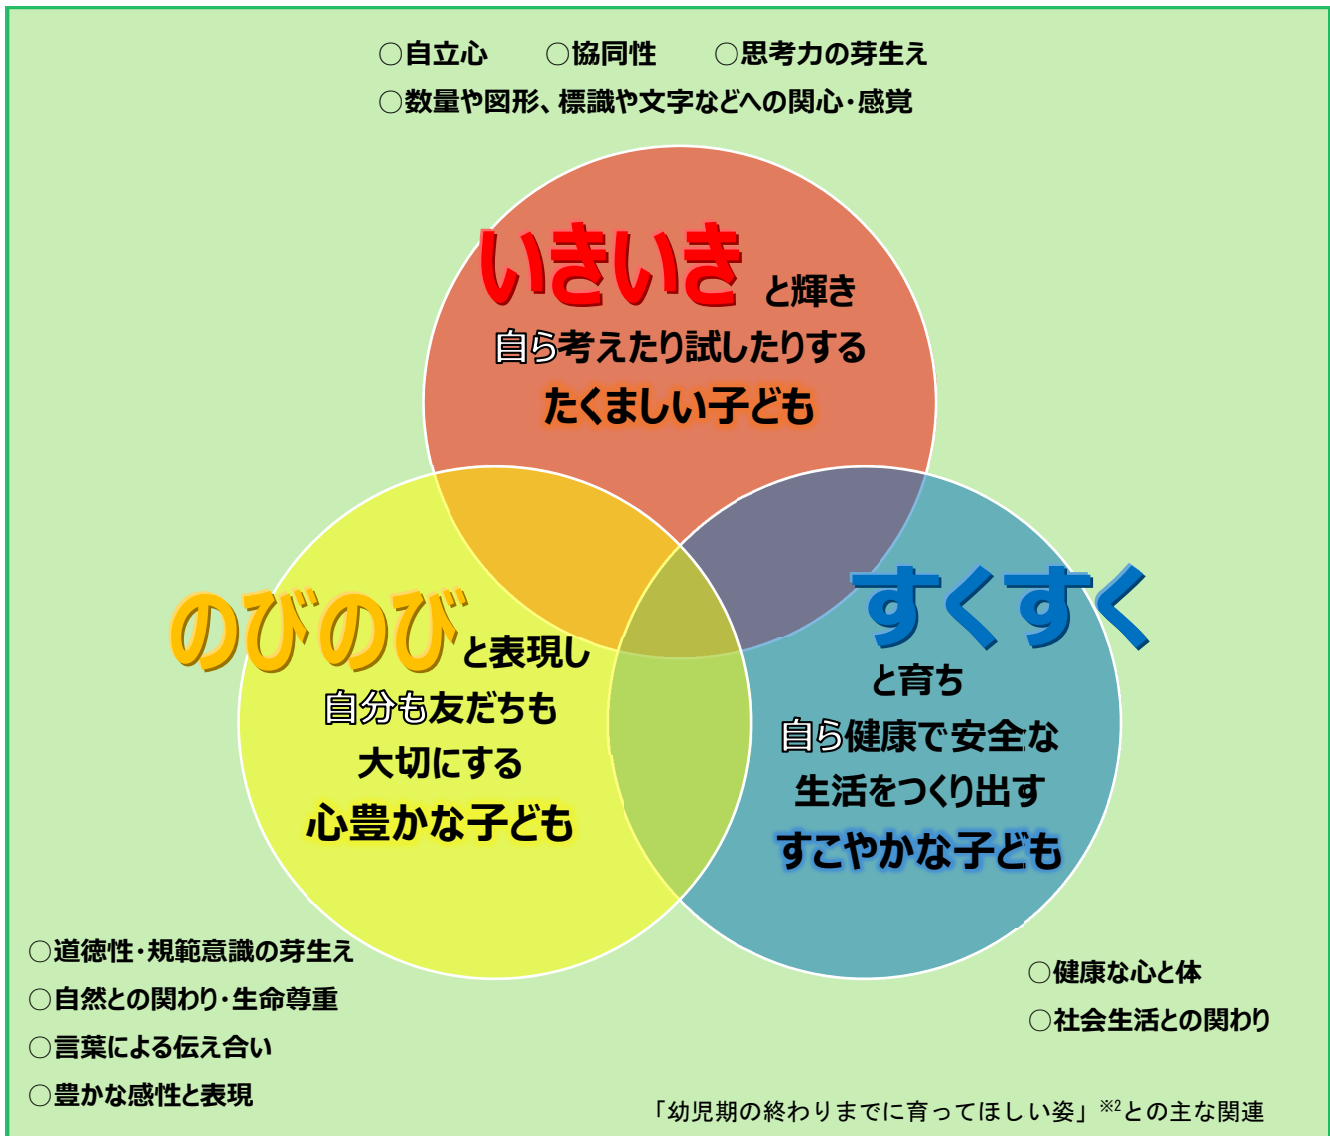 ○自立心 ○協同性 ○思考力の芽生え
○数量や図形、標識や文字などへの関心・感覚
いきいき と輝き
自ら考えたり試したりする
たくましい子ども
のびのび と表現し
自分も友だちも
大切にする
心豊かな子ども
すくすく
と育ち
自ら健康で安全な
生活をつくり出す
すこやかな子ども
○道徳性・規範意識の芽生え
○自然との関わり・生命尊重
○言葉による伝え合い
○豊かな感性と表現
○健康な心と体
○社会生活との関わり
「幼児期の終わりまでに育ってほしい姿」※2との主な関連